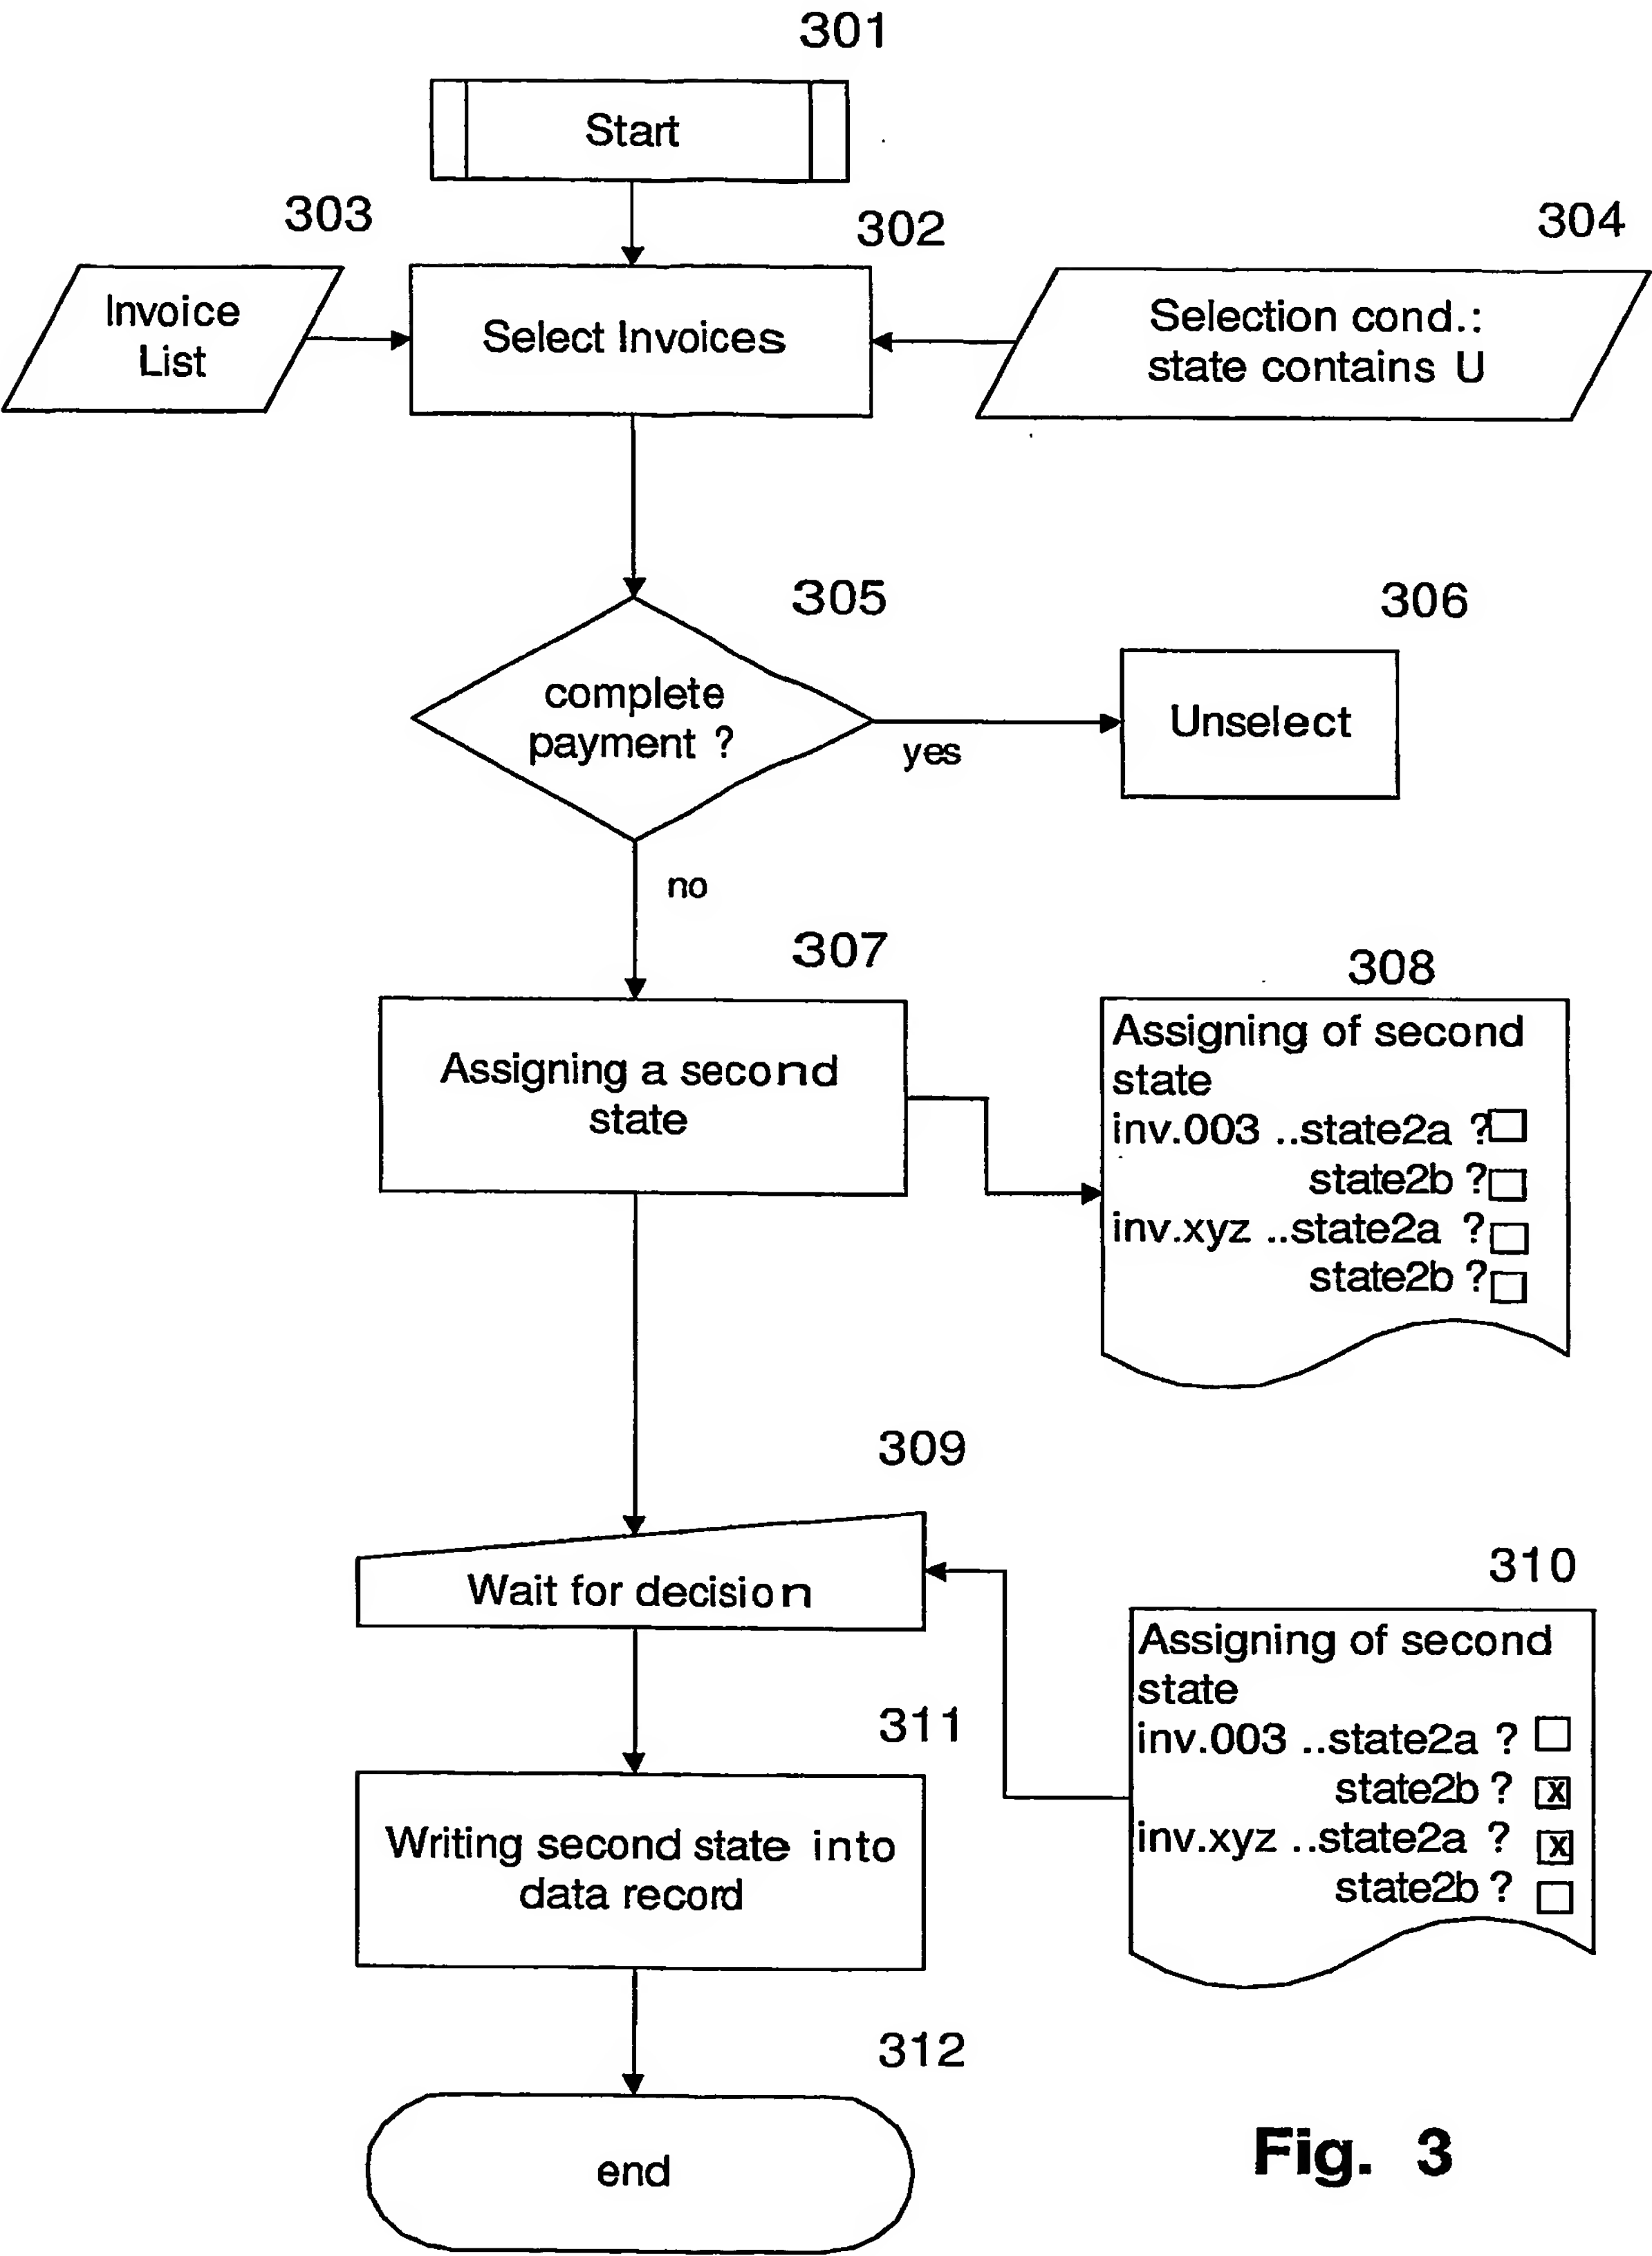 301
Start
303
302
304
Invoice
List
Select Invoices
Selection cond.:
state contains U
305
306
complete
payment ?
yes
Unselect
no
307
308
Assigning a second
state
Assigning of second
state
inv.003 ..state2a ?
state2b ?
inv.xyz ..state2a ?
state2b ?
309
Wait for decision
310
Assigning of second
state
inv.003 ..state2a ?
state2b ? x
inv.xyz ..state2a ? x
state2b ?
311
Writing second state into
data record
312
end
Fig. 3